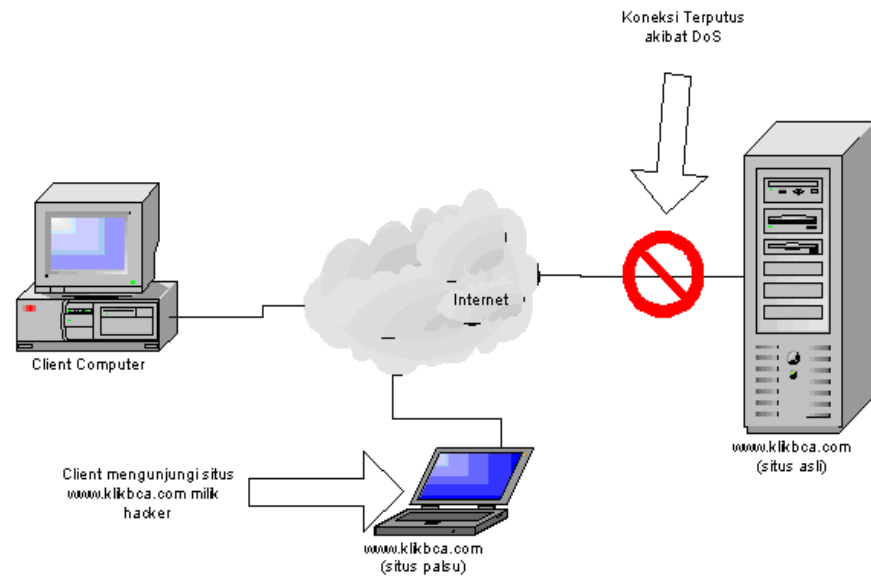 Koneksi Terputus
akibat DoS
Internet
Client Computer
www.klikbca.com
(situs asli)
Client mengunjungi situs
www.klikbca.com milik
hacker
www.klikbca.com
(situs palsu)